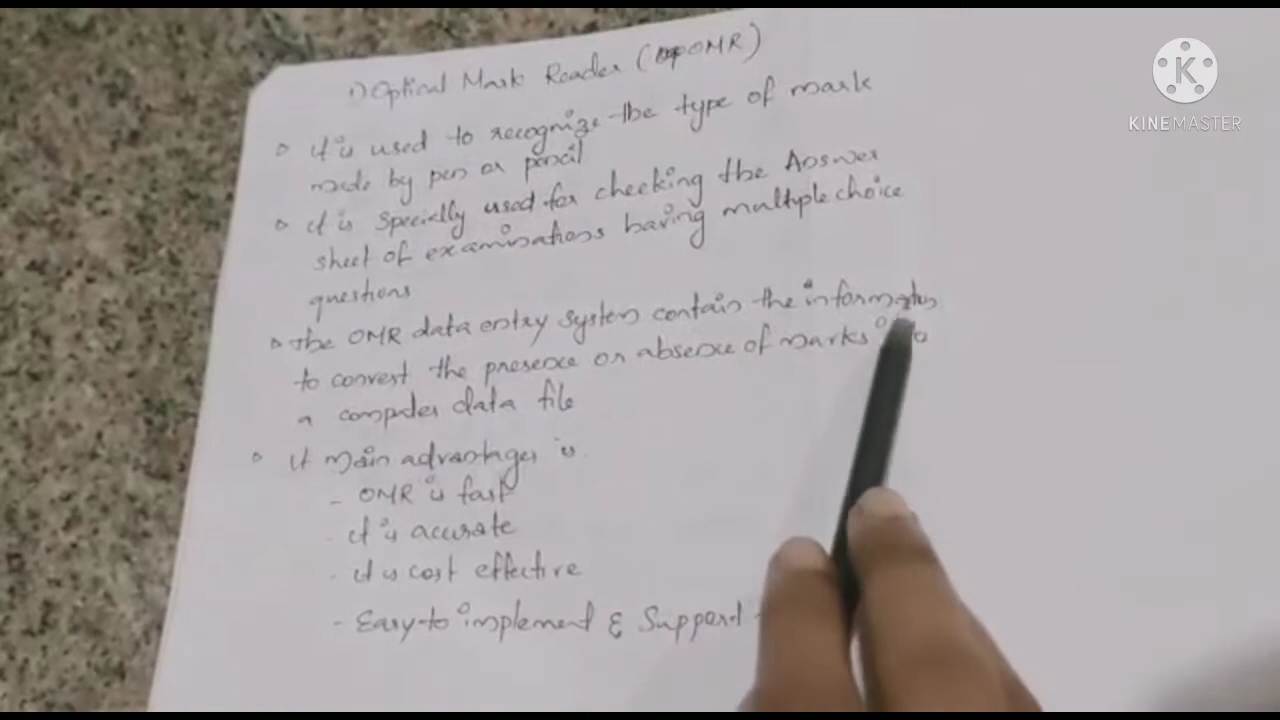 1) Optical Mark Reader ( OMR)
it is used to recognize the type of mark
made by pen or pencil
it is specially used for checking the Answer
sheet of examinations having multiple choice
questions
the OMR data entry system contain the information
to convert the presence or absence of marks into
a computer data file
it main advantages is
- OMR is fast
- it is accurate
- it is cost effective
- Easy to implement & Support
K
KINEMASTER